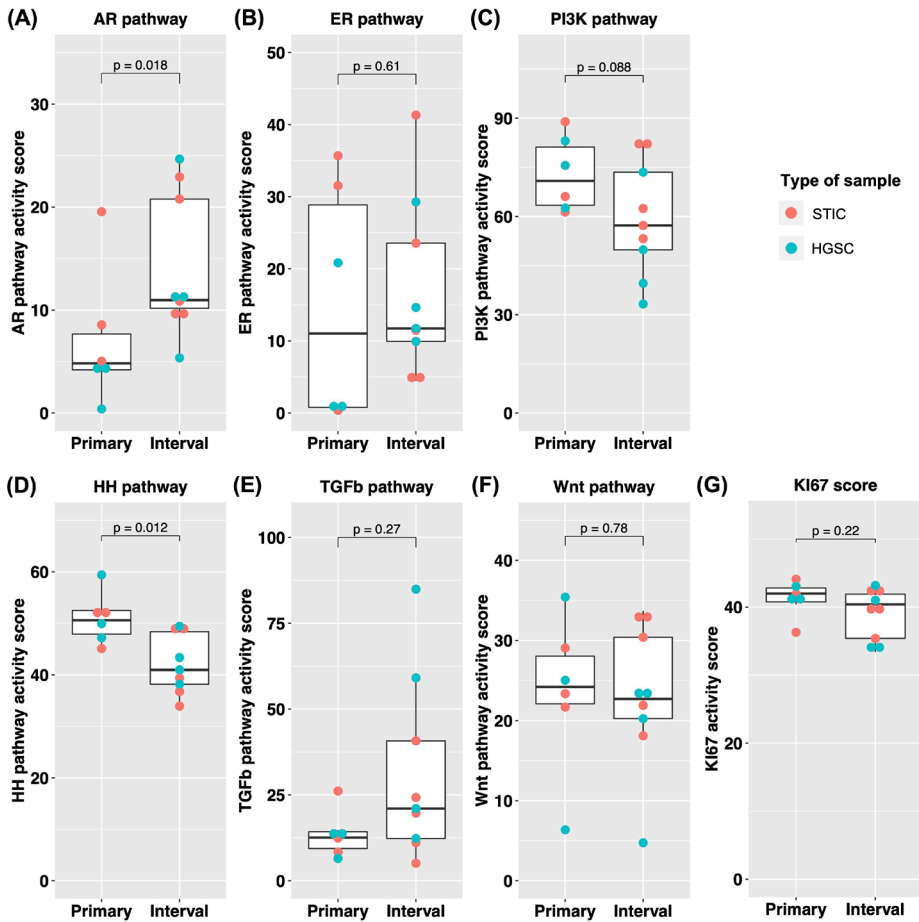 (A) AR pathway
p = 0.018
AR pathway activity score
30
20
10
0
Primary Interval
(B) ER pathway
p = 0.61
ER pathway activity score
50
40
30
20
10
0
Primary Interval
(C) PI3K pathway
p = 0.088
PI3K pathway activity score
90
60
30
0
Primary Interval
Type of sample
STIC
HGSC
(D) HH pathway
p = 0.012
HH pathway activity score
60
40
20
0
Primary Interval
(E) TGFb pathway
p = 0.27
TGFb pathway activity score
100
75
50
25
0
Primary Interval
(F) Wnt pathway
p = 0.78
Wnt pathway activity score
40
30
20
10
0
Primary Interval
(G) KI67 score
p = 0.22
KI67 activity score
40
20
0
Primary Interval